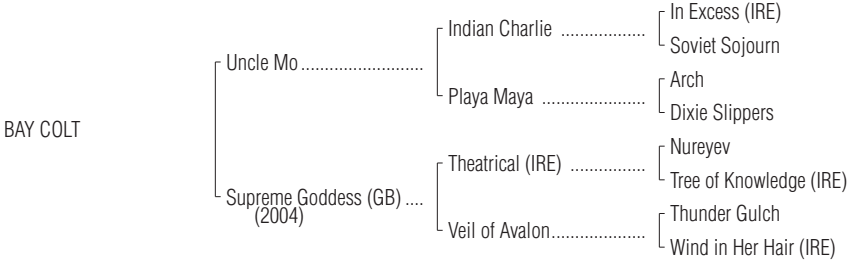 In Excess (IRE)
Indian Charlie ..................
Soviet Sojourn
Uncle Mo..........................
Arch
Playa Maya ......................
Dixie Slippers
BAY COLT
Nureyev
Theatrical (IRE) ................
Tree of Knowledge (IRE)
Supreme Goddess (GB) ....
(2004)
Thunder Gulch
Veil of Avalon....................
Wind in Her Hair (IRE)